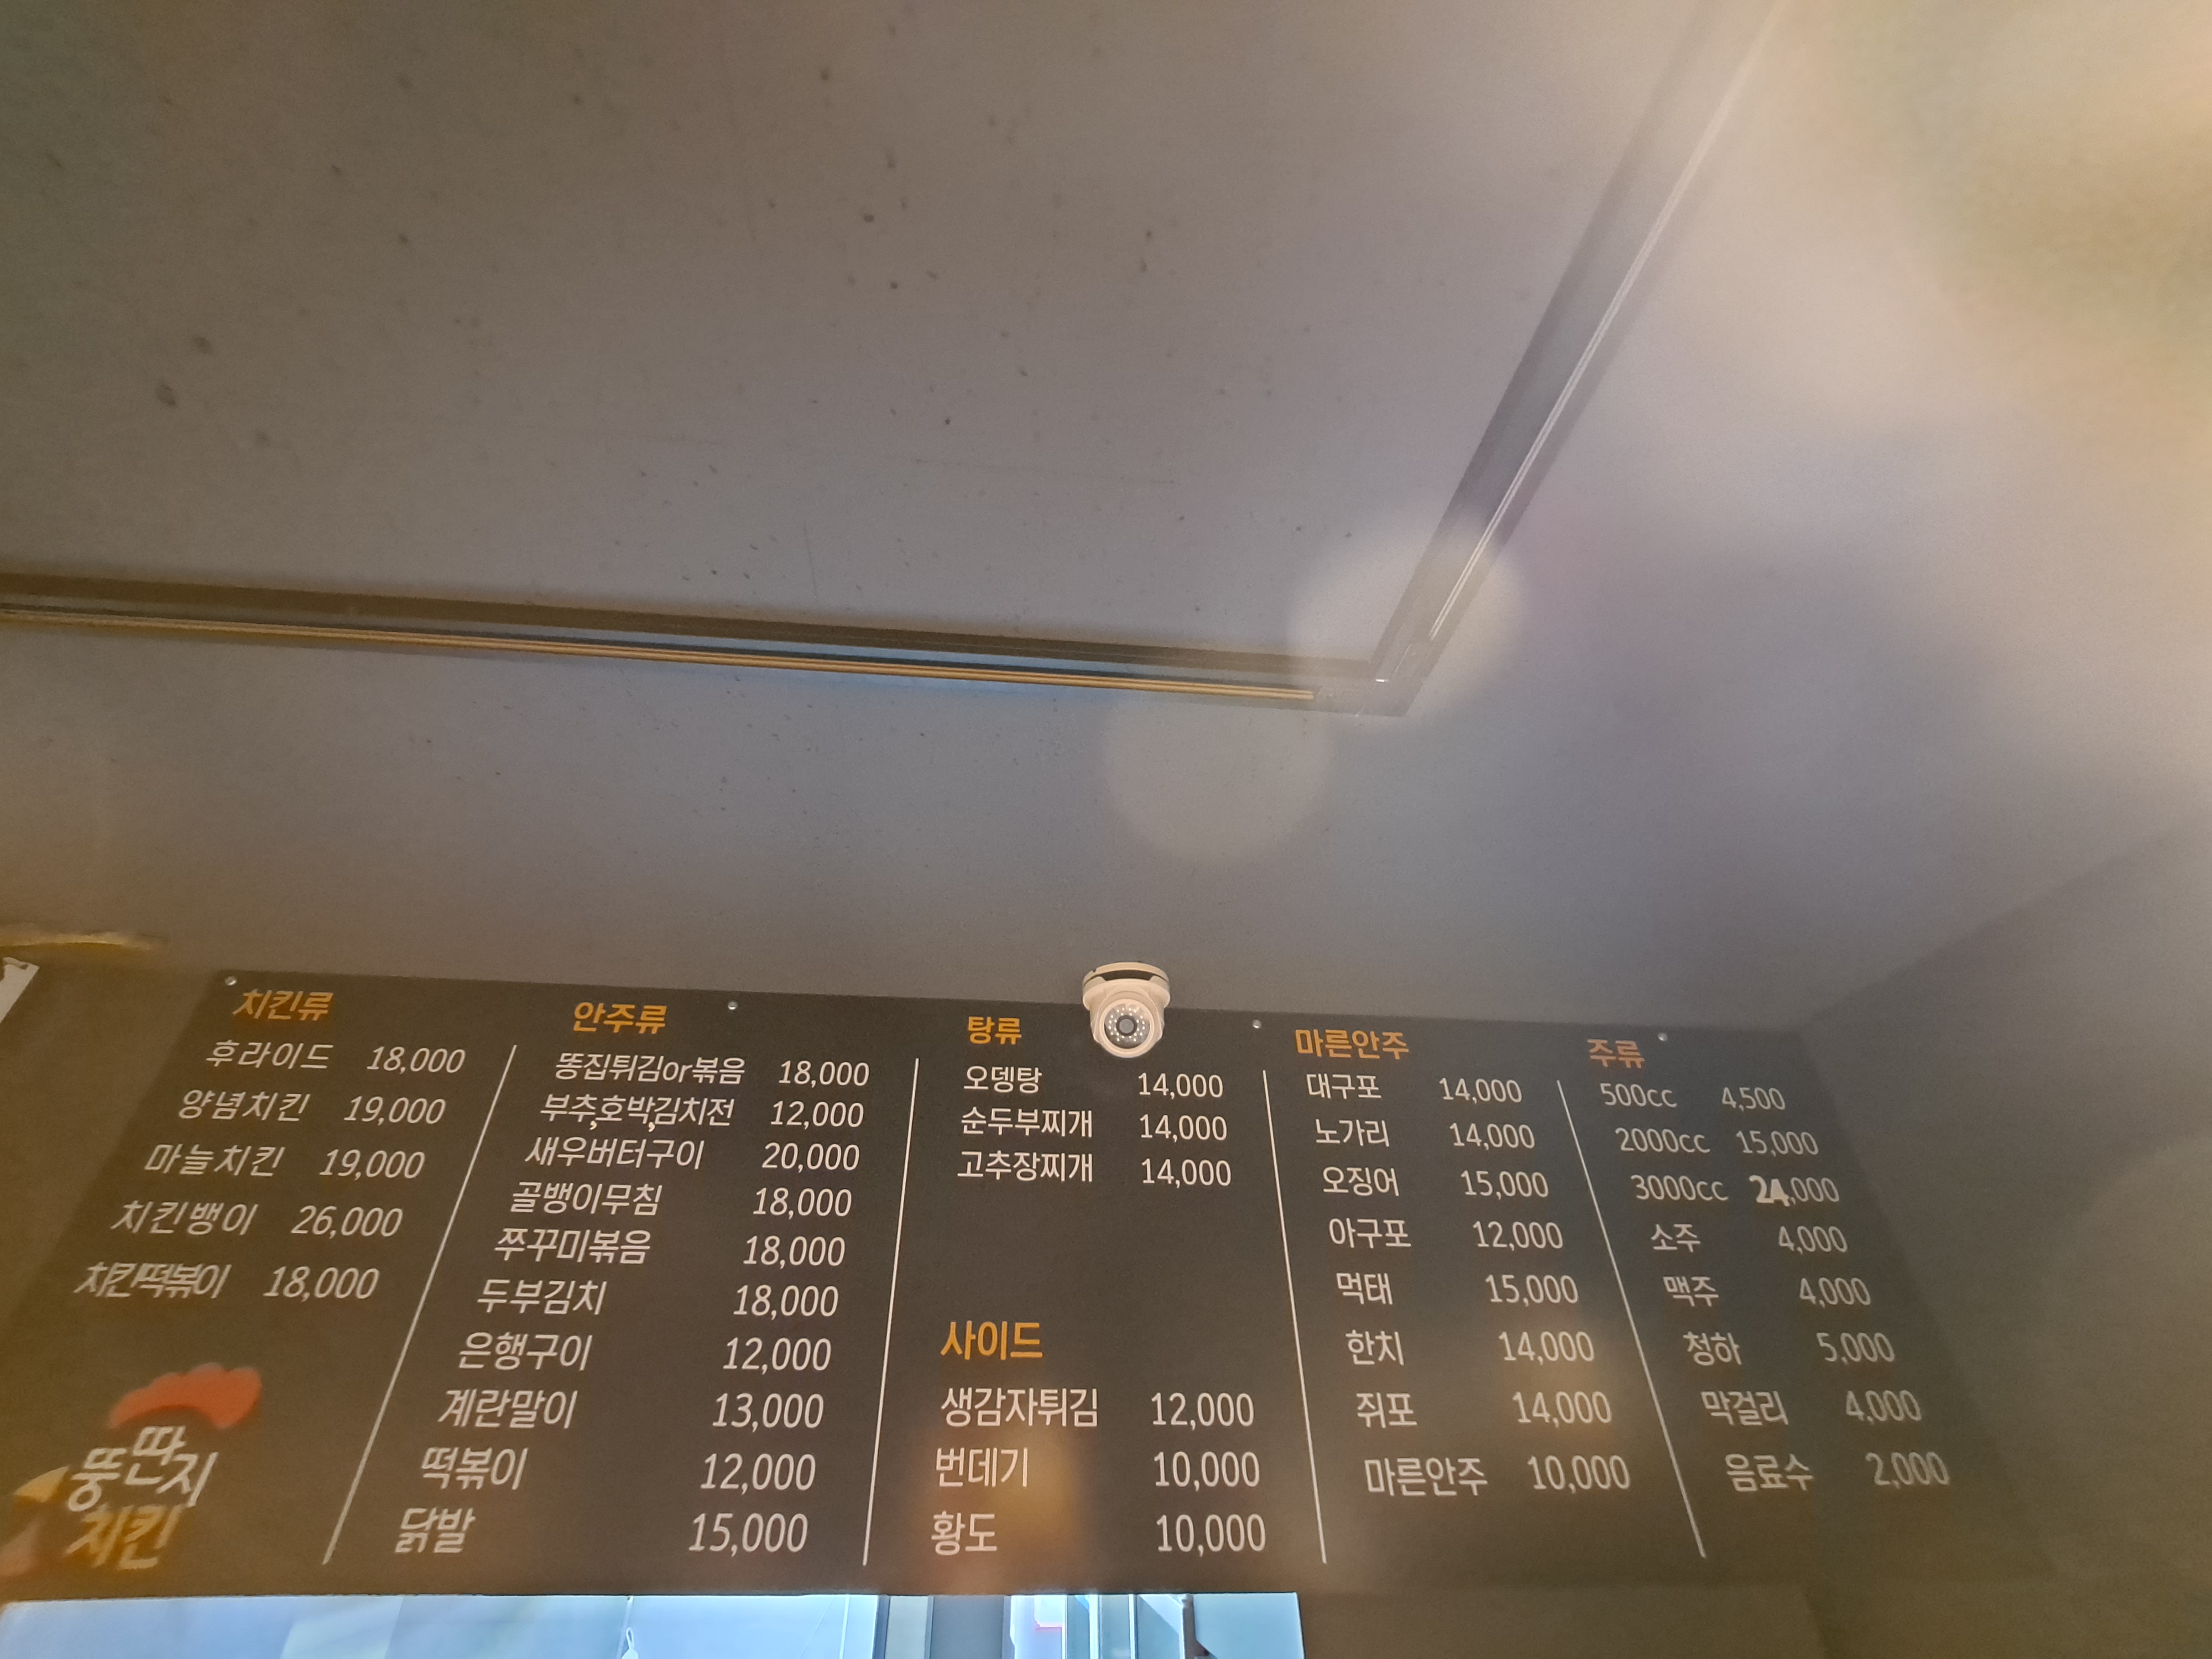 치킨류
후라이드 18,000
양념치킨 19,000
마늘치킨 19,000
치킨뱅이 26,000
치킨떡볶이 18,000
뚱딴지
치킨
안주류
똥집튀김or볶음 18,000
부추,호박,김치전 12,000
새우버터구이 20,000
골뱅이무침 18,000
쭈꾸미볶음 18,000
두부김치 18,000
은행구이 12,000
계란말이 13,000
떡볶이 12,000
닭발 15,000
탕류
오뎅탕 14,000
순두부찌개 14,000
고추장찌개 14,000
사이드
생감자튀김 12,000
번데기 10,000
황도 10,000
마른안주
대구포 14,000
노가리 14,000
오징어 15,000
아구포 12,000
먹태 15,000
한치 14,000
쥐포 14,000
마른안주 10,000
주류
500cc 4,500
2000cc 15,000
3000cc 24,000
소주 4,000
맥주 4,000
청하 5,000
막걸리 4,000
음료수 2,000